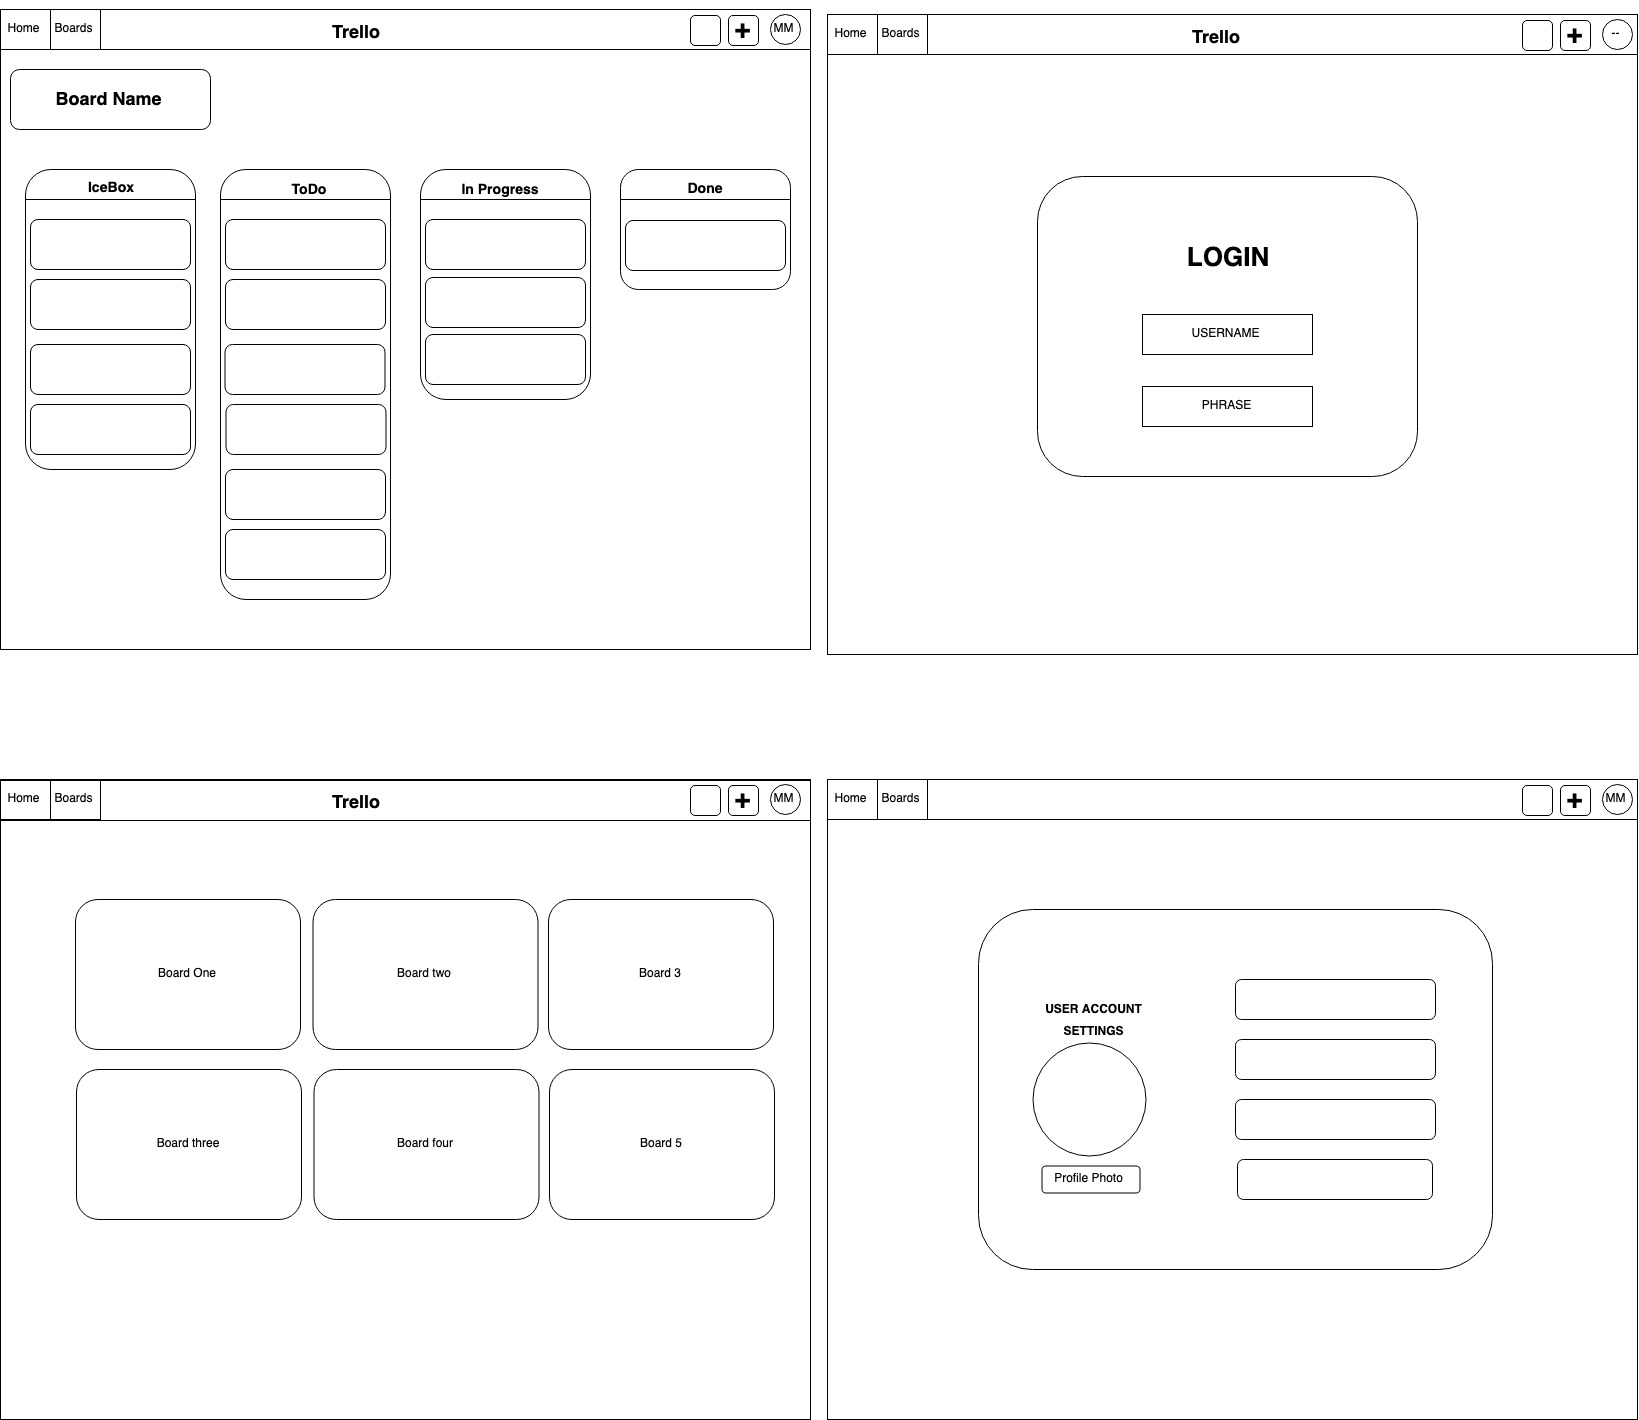 Home
Boards
Trello
MM
Board Name
IceBox
ToDo
In Progress
Done
Home
Boards
Trello
--
LOGIN
USERNAME
PHRASE
Home
Boards
Trello
MM
Board One
Board two
Board 3
Board three
Board four
Board 5
Home
Boards
MM
USER ACCOUNT
SETTINGS
Profile Photo